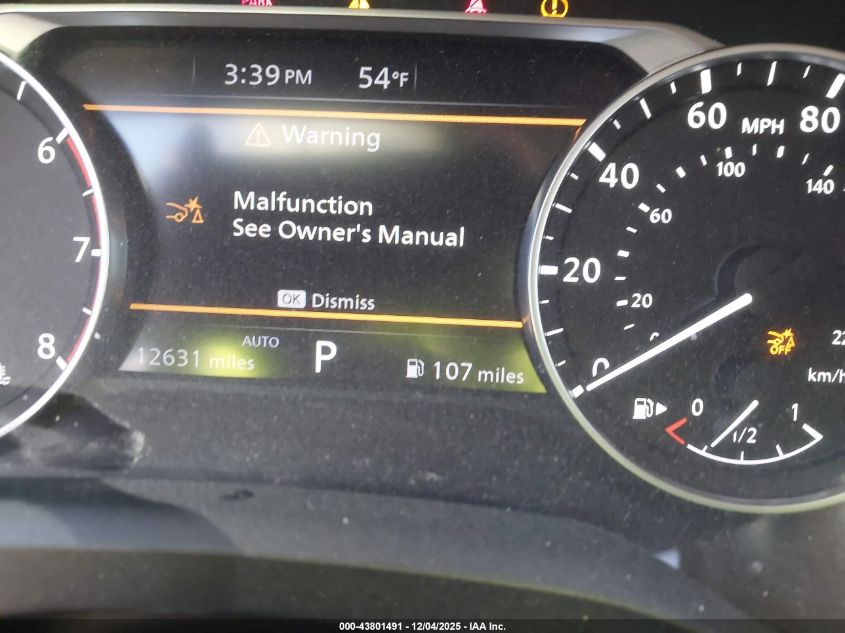 PARK
3:39 PM 54°F
Warning
Malfunction
See Owner's Manual
OK Dismiss
AUTO
12631 miles P 107 miles
6
7
8
0 20 40 60 80
MPH
20 60 100 140
km/h
OFF
0 1/2 1
000-43801491 - 12/04/2025 - IAA Inc.